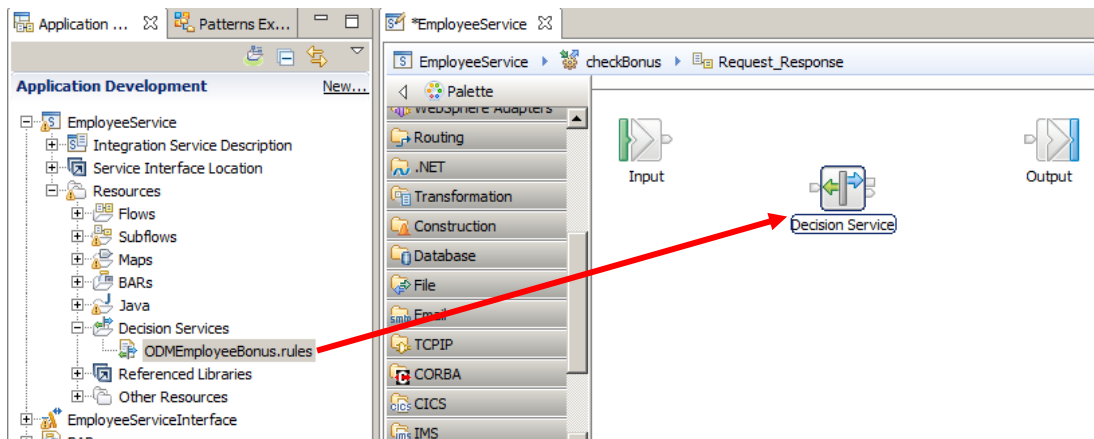 Application ...
Patterns Ex...
Application Development
New...
EmployeeService
Integration Service Description
Service Interface Location
Resources
Flows
Subflows
Maps
BARs
Java
Decision Services
ODMEmployeeBonus.rules
Referenced Libraries
Other Resources
EmployeeServiceInterface
*EmployeeService
EmployeeService
checkBonus
Request_Response
Palette
WebSphere Adapters
Routing
.NET
Transformation
Construction
Database
File
Email
TCPIP
CORBA
CICS
IMS
Input
Decision Service
Output